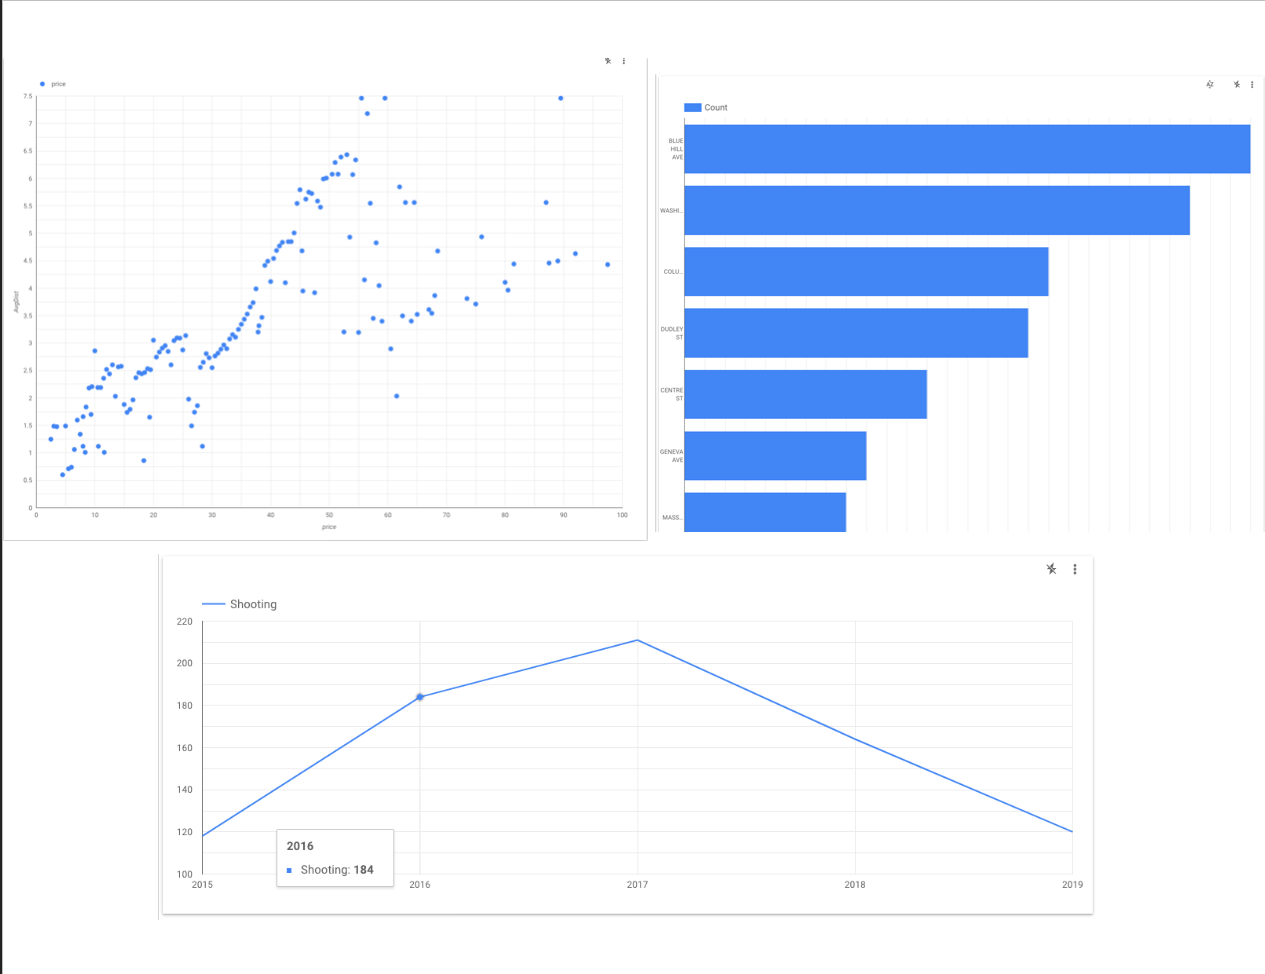 price
7.5
7
6.5
6
5.5
5
4.5
4
3.5
3
2.5
2
1.5
1
0.5
0
AvgDist
0 10 20 30 40 50 60 70 80 90 100
price
Count
BLUE
HILL
AVE
WASHI...
COLU...
DUDLEY
ST
CENTRE
ST
GENEVA
AVE
MASS...
Shooting
220
200
180
160
140
120
100
2016
Shooting: 184
2015 2016 2017 2018 2019